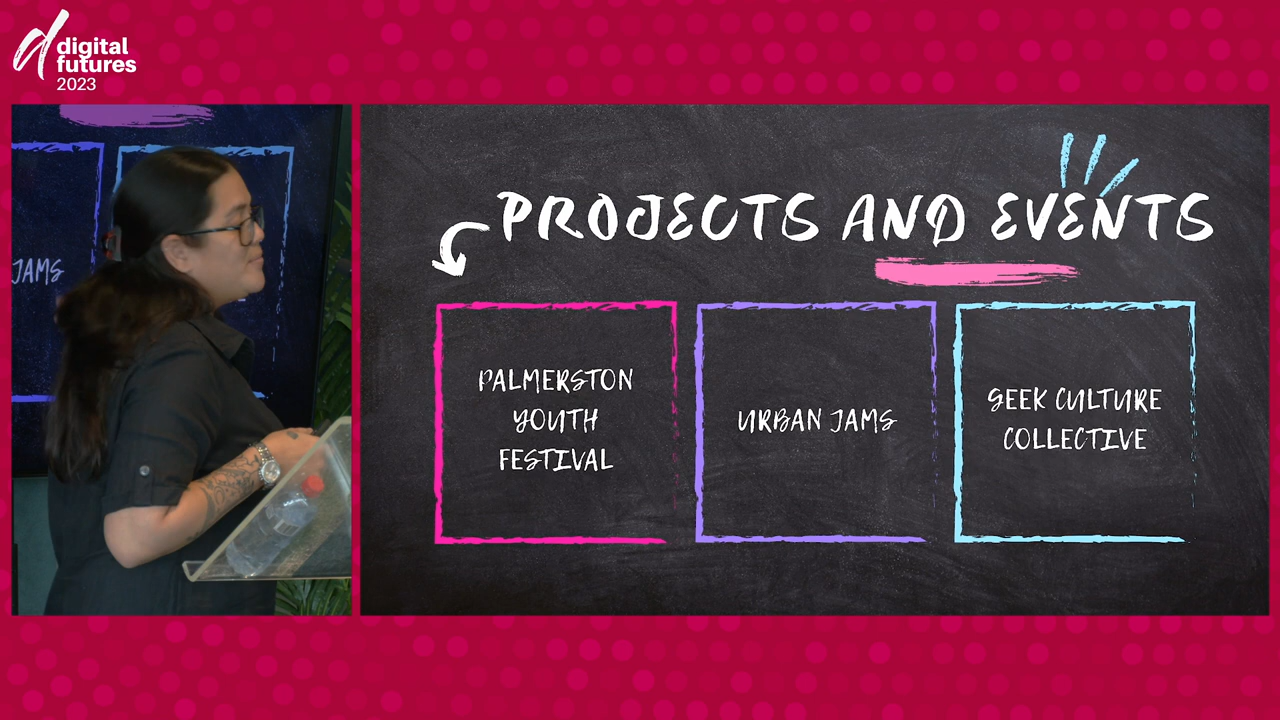 digital
futures
2023
JAMS
PROJECTS AND EVENTS
PALMERSTON
YOUTH
FESTIVAL
URBAN JAMS
GEEK CULTURE
COLLECTIVE